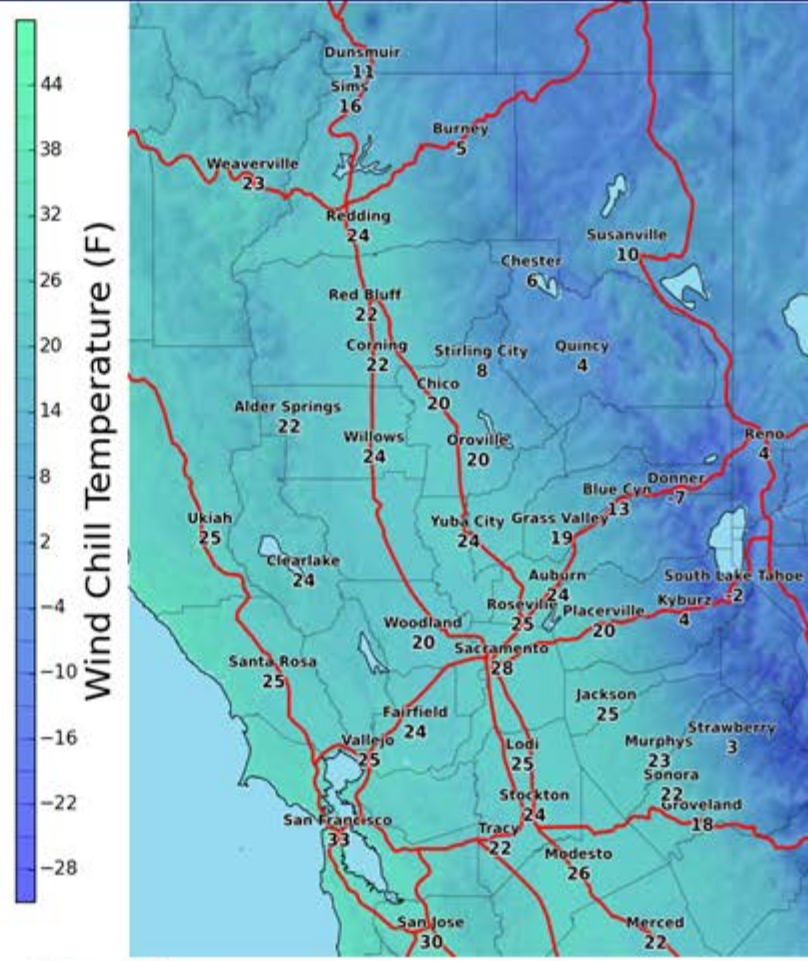 Wind Chill Temperature (F)
44
38
32
26
20
14
8
2
−4
−10
−16
−22
−28
Dunsmuir
11
Sims
16
Burney
5
Weaverville
23
Redding
24
Susanville
10
Chester
6
Red Bluff
22
Corning
22
Stirling City
8
Quincy
4
Chico
20
Alder Springs
22
Willows
24
Oroville
20
Reno
4
Donner
-7
Blue Cyn
13
Ukiah
25
Yuba City
24
Grass Valley
19
Clearlake
24
Auburn
24
South Lake Tahoe
-2
Roseville
25
Placerville
20
Kyburz
4
Woodland
20
Sacramento
28
Santa Rosa
25
Jackson
25
Fairfield
24
Strawberry
3
Vallejo
25
Lodi
25
Murphys
23
Sonora
22
Stockton
24
Groveland
18
San Francisco
33
Tracy
22
Modesto
26
San Jose
30
Merced
22